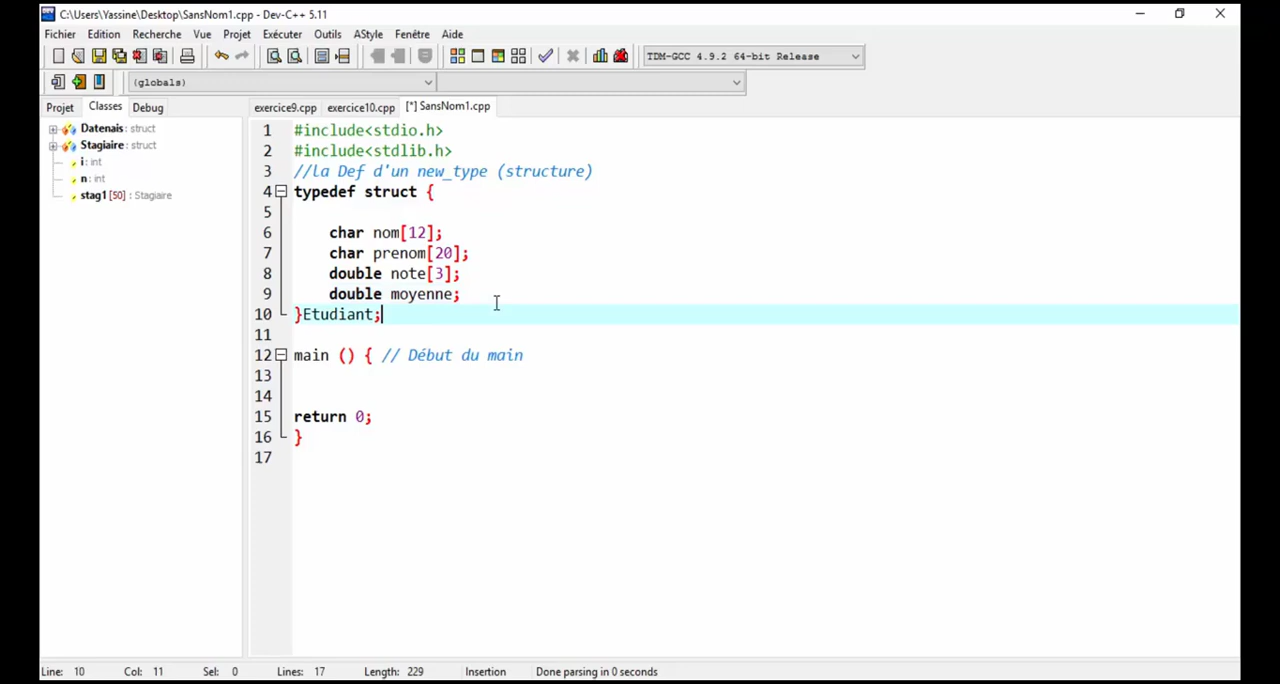 C:\Users\Yassine\Desktop\SansNom1.cpp - Dev-C++ 5.11
Fichier Edition Recherche Vue Projet Exécuter Outils AStyle Fenêtre Aide
TDM-GCC 4.9.2 64-bit Release
(globals)
Projet Classes Debug exercice9.cpp exercice10.cpp [*] SansNom1.cpp
Datenais : struct
Stagiaire : struct
i : int
n : int
stag1 [50] : Stagiaire
1 #include<stdio.h>
2 #include<stdlib.h>
3 //la Def d'un new_type (structure)
4 typedef struct {
5
6 char nom[12];
7 char prenom[20];
8 double note[3];
9 double moyenne;
10 }Etudiant;
11
12 main () { // Début du main
13
14
15 return 0;
16 }
17
Line: 10 Col: 11 Sel: 0 Lines: 17 Length: 229 Insertion Done parsing in 0 seconds